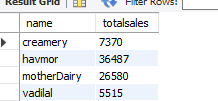 Result Grid Filter Rows:
name totalsales
creamery 7370
havmor 36487
motherDairy 26580
vadilal 5515